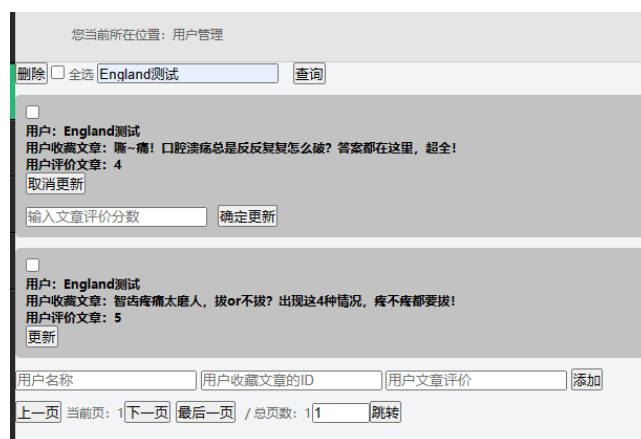 您当前所在位置：用户管理
删除 全选 England测试 查询
用户：England测试
用户收藏文章：嘶~痛！口腔溃疡总是反反复复怎么破？答案都在这里，超全！
用户评价文章：4
取消更新
输入文章评价分数 确定更新
用户：England测试
用户收藏文章：智齿疼痛太磨人，拔or不拔？出现这4种情况，疼不疼都要拔！
用户评价文章：5
更新
用户名称 用户收藏文章的ID 用户文章评价 添加
上一页 当前页：1 下一页 最后一页 / 总页数：1 1 跳转